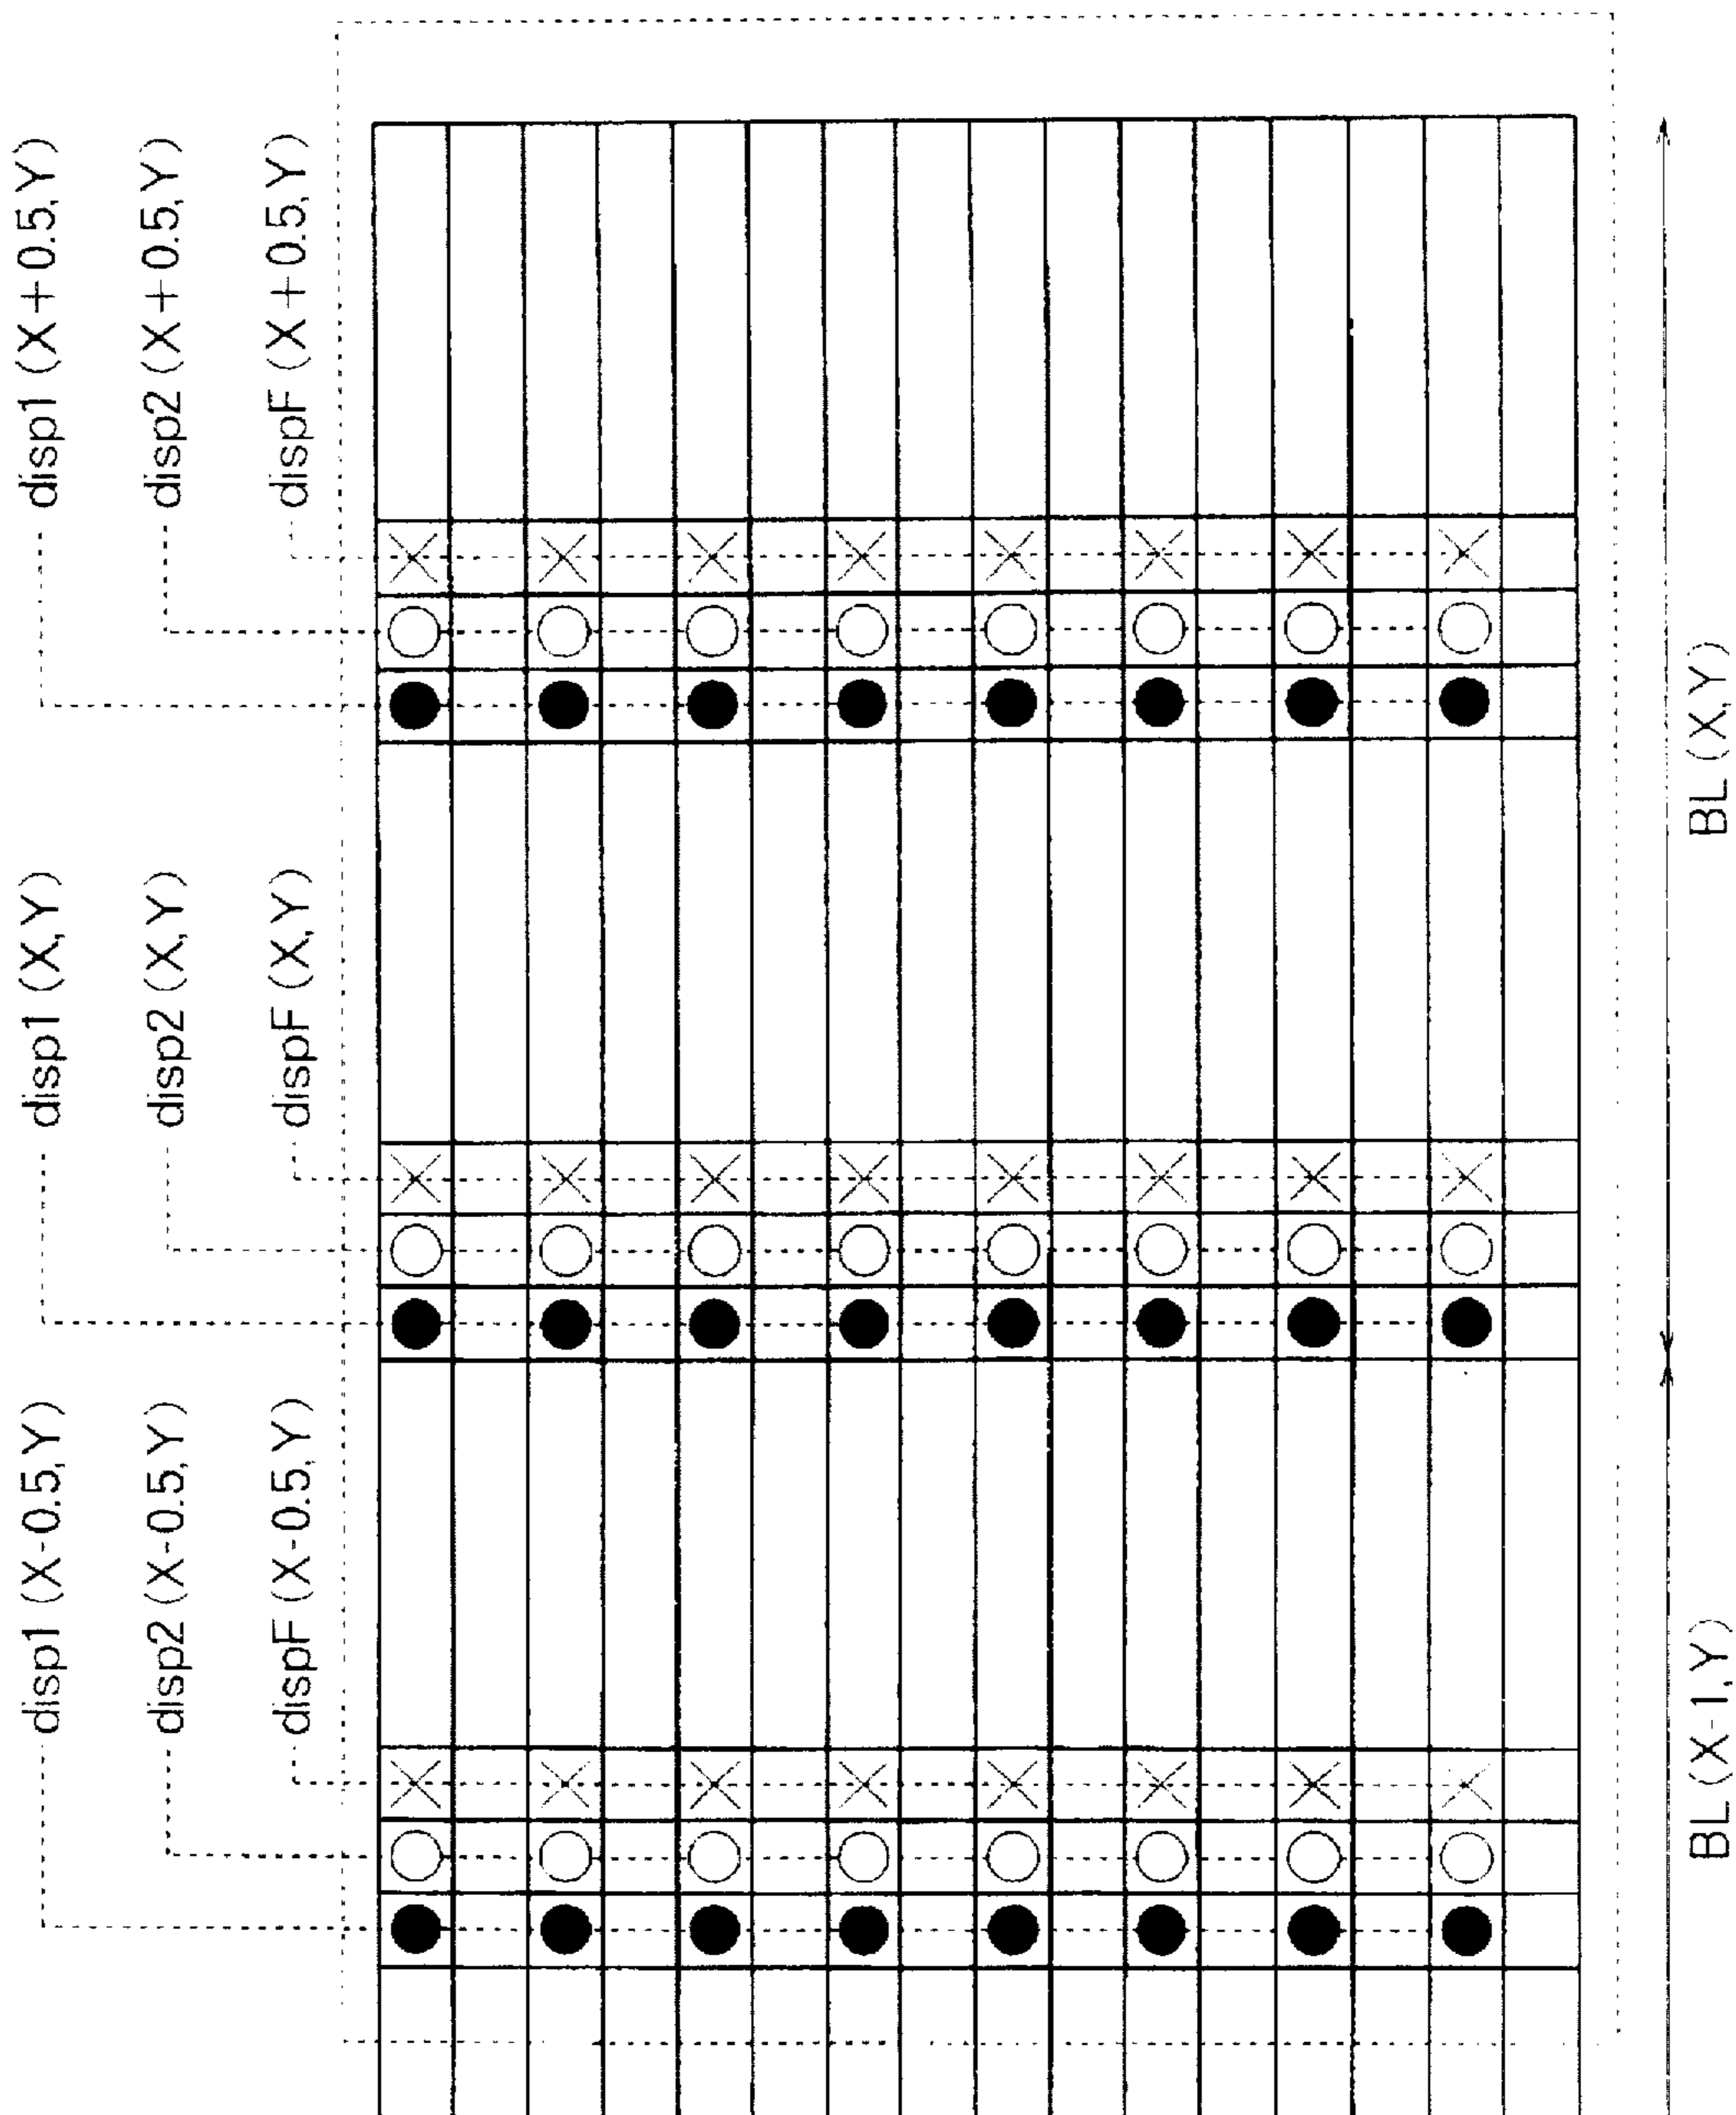 disp1 (X-0.5,Y)
disp2 (X-0.5,Y)
dispF (X-0.5,Y)
disp1 (X,Y)
disp2 (X,Y)
dispF (X,Y)
disp1 (X+0.5,Y)
disp2 (X+0.5,Y)
dispF (X+0.5,Y)
BL (X-1,Y)
BL (X,Y)